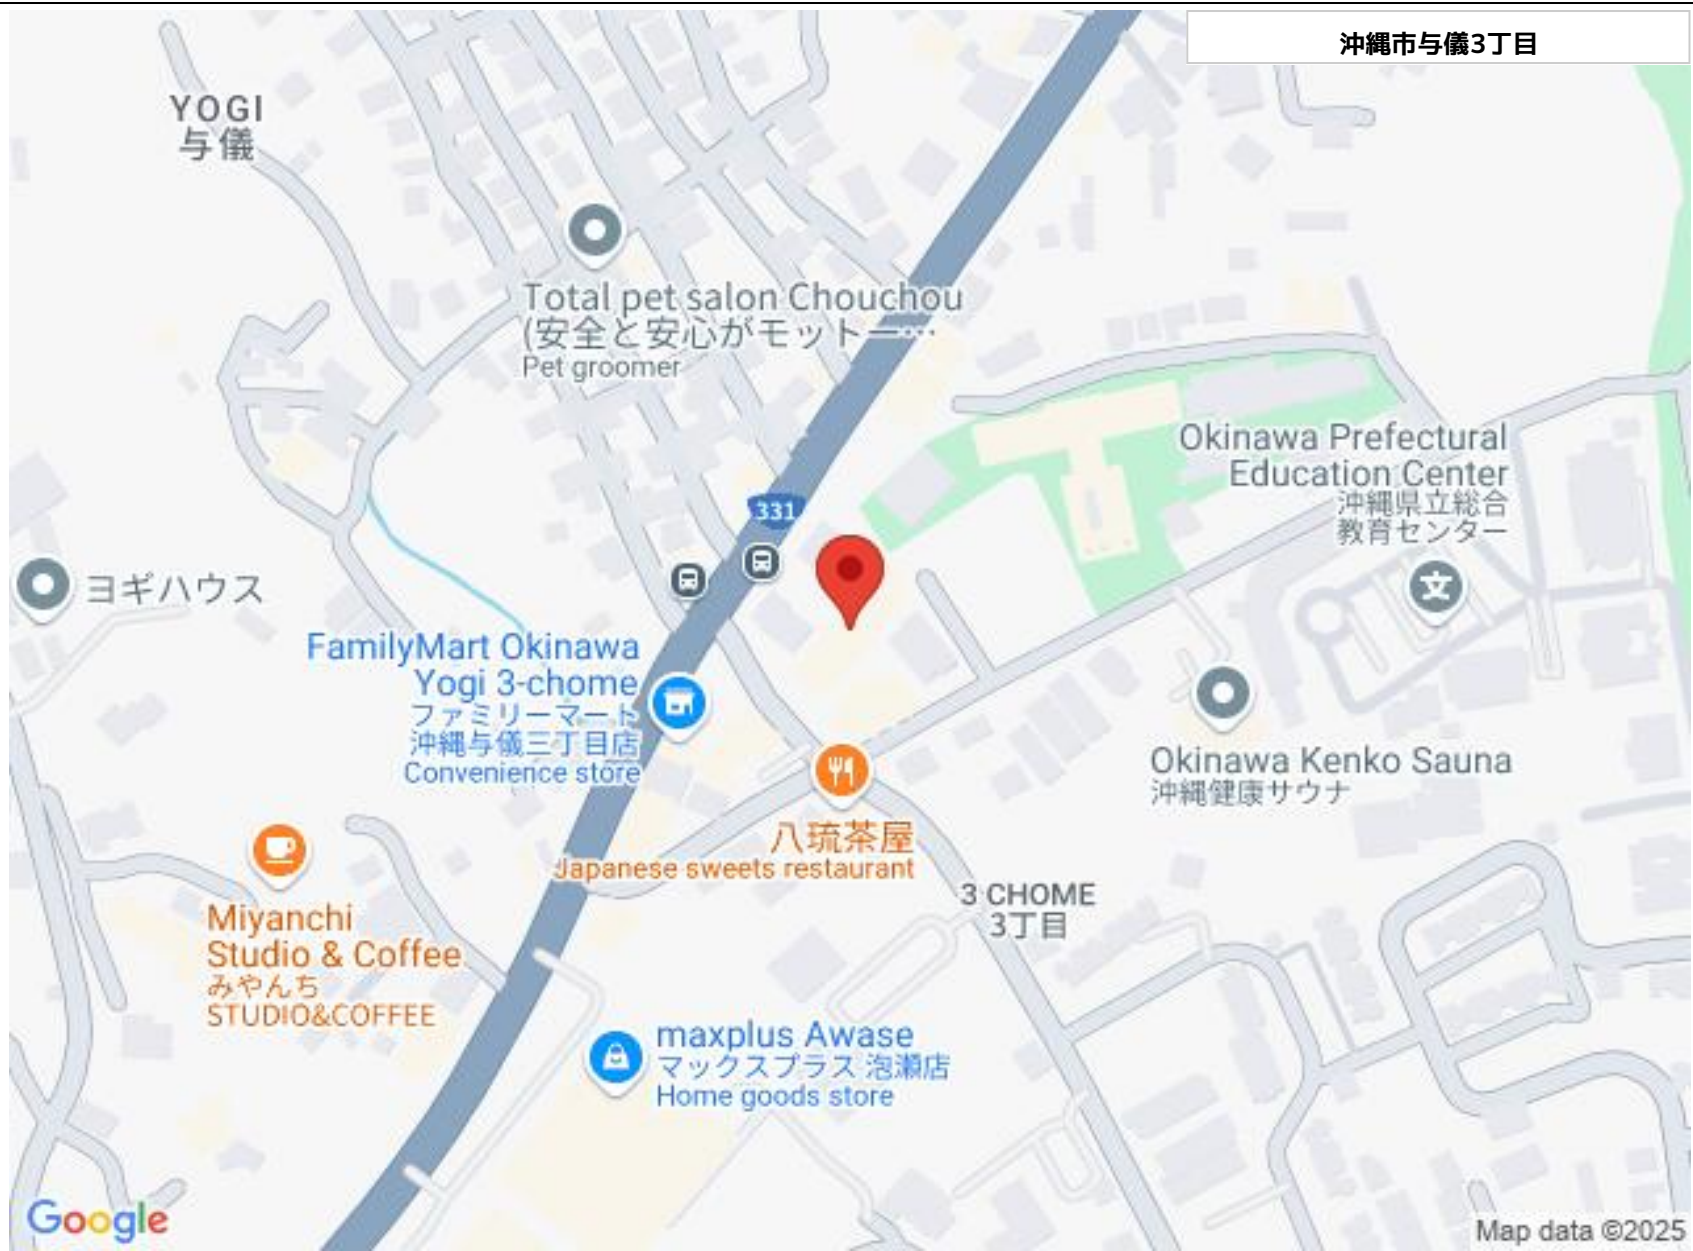 沖縄市与儀3丁目
YOGI
与儀
Total pet salon Chouchou
(安全と安心がモットー…
Pet groomer
Okinawa Prefectural
Education Center
沖縄県立総合
教育センター
331
ヨギハウス
FamilyMart Okinawa
Yogi 3-chome
ファミリーマート
沖縄与儀三丁目店
Convenience store
文
Okinawa Kenko Sauna
沖縄健康サウナ
八琉茶屋
Japanese sweets restaurant
3 CHOME
3丁目
Miyanchi
Studio & Coffee
みやんち
STUDIO&COFFEE
maxplus Awase
マックスプラス 泡瀬店
Home goods store
Google
Map data ©2025